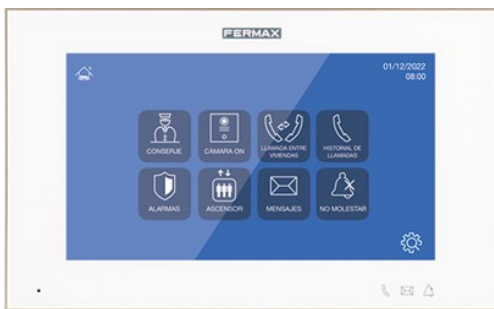 FERMAX
01/12/2022
08:00
CONSERJE
CÁMARA ON
LLAMADA ENTRE
VIVIENDAS
HISTORIAL DE
LLAMADAS
ALARMAS
ASCENSOR
MENSAJES
NO MOLESTAR